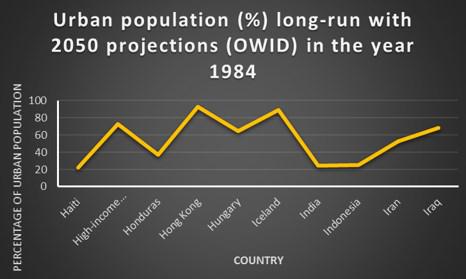 Urban population (%) long-run with
2050 projections (OWID) in the year
1984
PERCENTAGE OF URBAN POPULATION
100
80
60
40
20
0
Haiti
High-income...
Honduras
Hong Kong
Hungary
Iceland
India
Indonesia
Iran
Iraq
COUNTRY